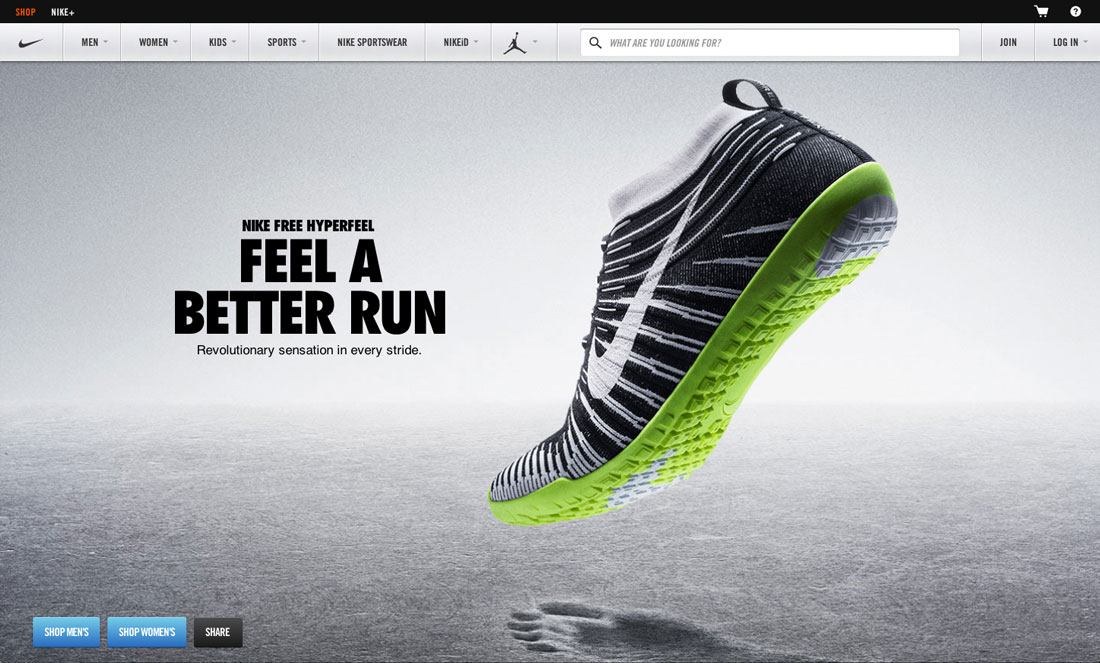 SHOP NIKE+
MEN WOMEN KIDS SPORTS NIKE SPORTSWEAR NIKEiD WHAT ARE YOU LOOKING FOR? JOIN LOG IN
NIKE FREE HYPERFEEL
FEEL A
BETTER RUN
Revolutionary sensation in every stride.
SHOP MEN'S SHOP WOMEN'S SHARE